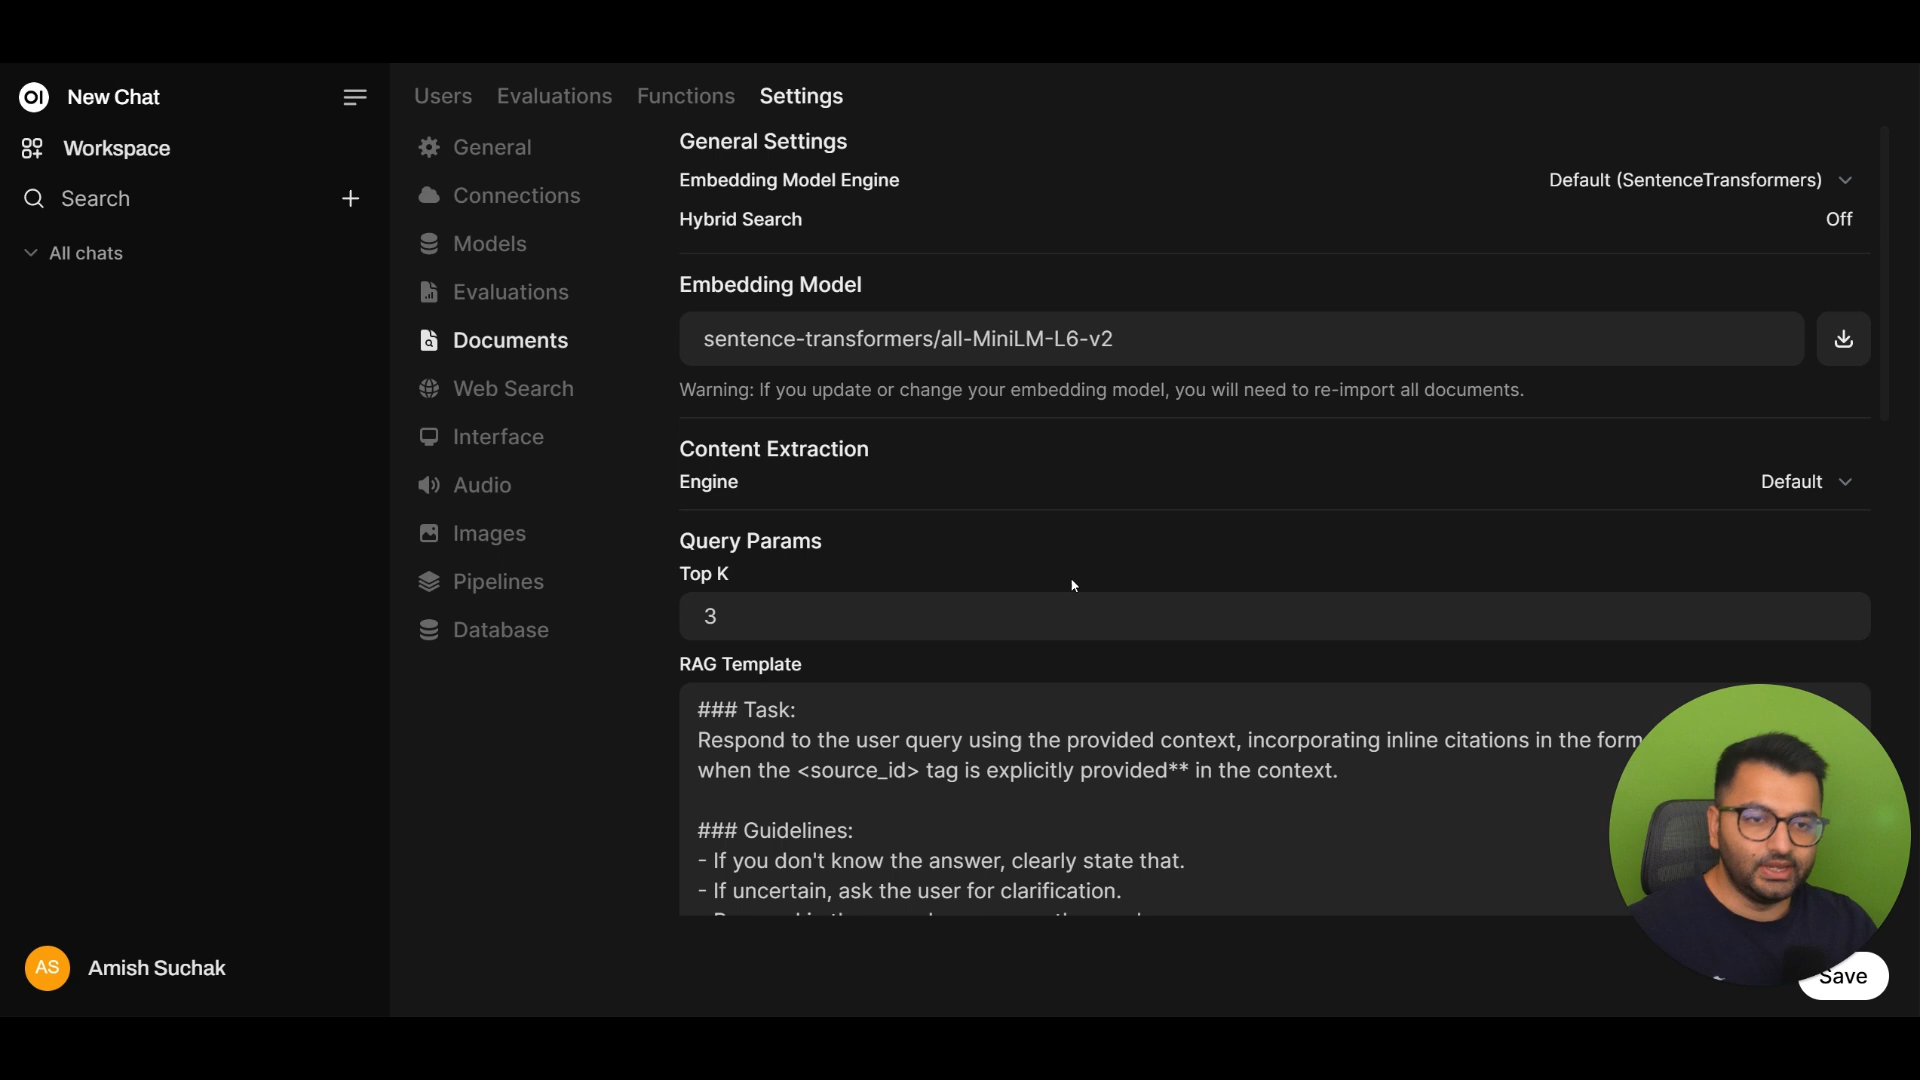 OI New Chat
Workspace
Search
All chats
AS Amish Suchak
Users Evaluations Functions Settings
General
Connections
Models
Evaluations
Documents
Web Search
Interface
Audio
Images
Pipelines
Database
General Settings
Embedding Model Engine Default (SentenceTransformers)
Hybrid Search Off
Embedding Model
sentence-transformers/all-MiniLM-L6-v2
Warning: If you update or change your embedding model, you will need to re-import all documents.
Content Extraction
Engine Default
Query Params
Top K
3
RAG Template
### Task:
Respond to the user query using the provided context, incorporating inline citations in the form
when the <source_id> tag is explicitly provided** in the context.
### Guidelines:
- If you don't know the answer, clearly state that.
- If uncertain, ask the user for clarification.
Save